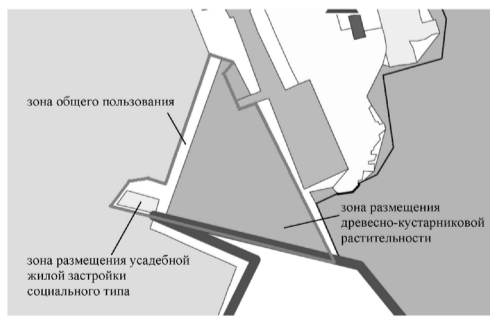 зона общего пользования
зона размещения
древесно-кустарниковой
растительности
зона размещения усадебной
жилой застройки
социального типа